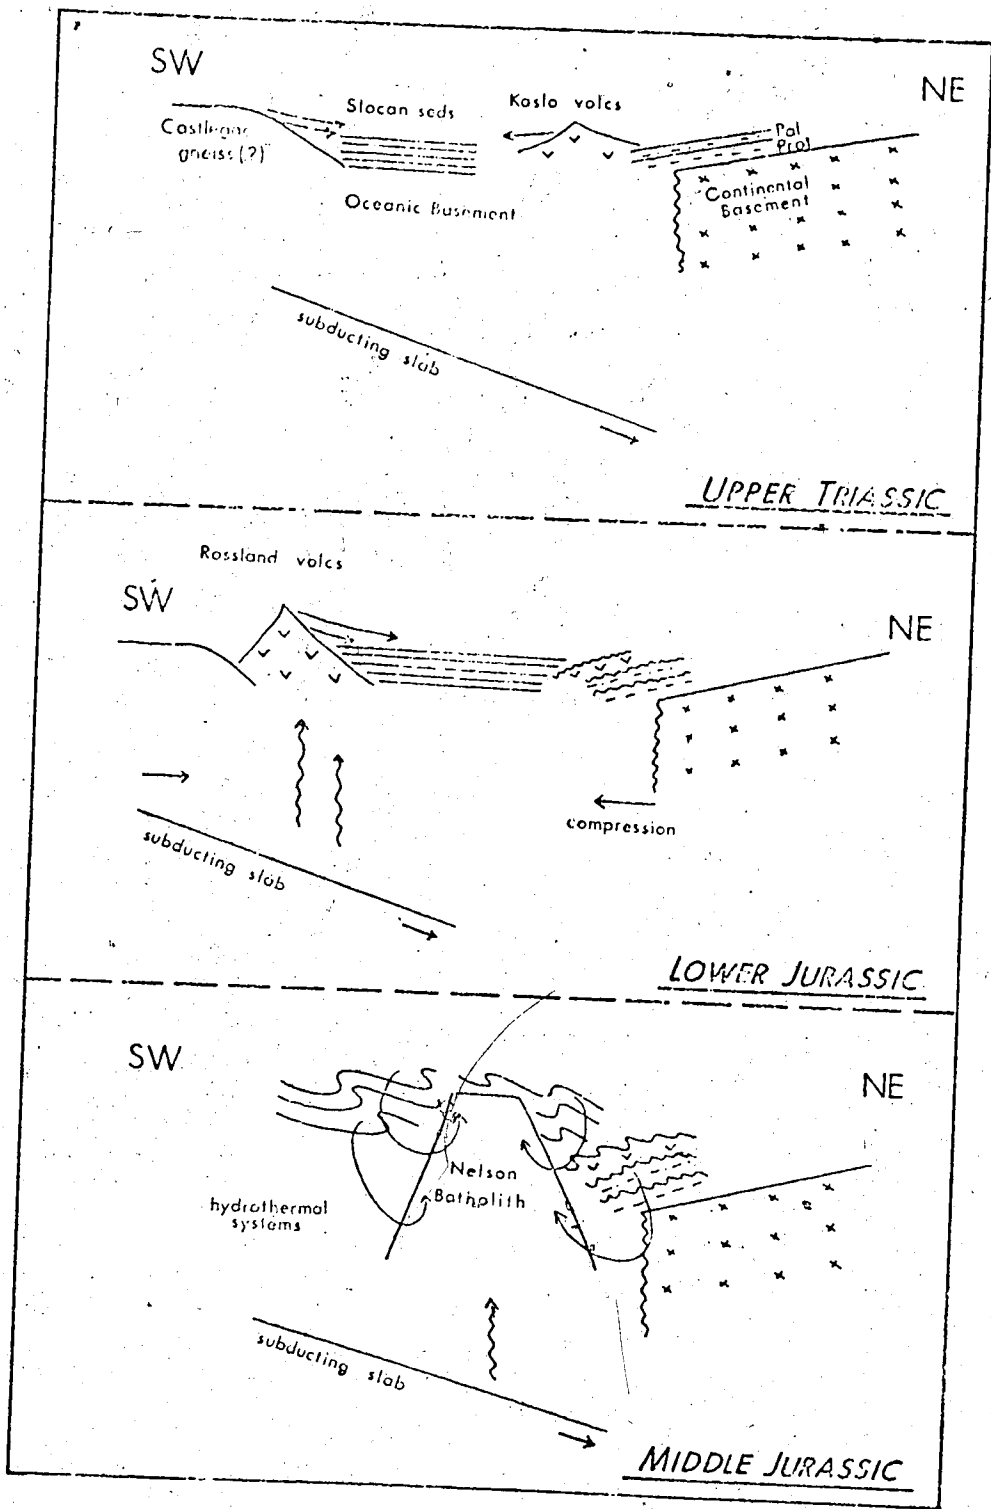 SW
NE
Slocan seds
Kaslo volcs
Castlegar
gneiss(?)
Pal
Prot
Continental
Basement
Oceanic Basement
subducting slab
UPPER TRIASSIC
Rossland volcs
SW
NE
compression
subducting slab
LOWER JURASSIC
SW
NE
Nelson
Batholith
hydrothermal
systems
subducting slab
MIDDLE JURASSIC